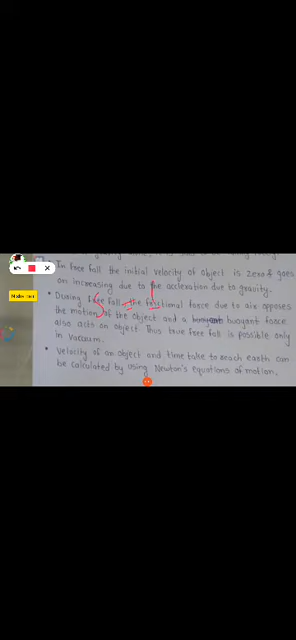 In free fall the initial velocity of object is zero & goes
on increasing due to the accleration due to gravity.
During free fall the frictional force due to air opposes
the motion of the object and a buoyant force
also acts on object. Thus true free fall is possible only
in vaccum.
Velocity of an object and time take to reach earth can
be calculated by using Newton's equations of motion.